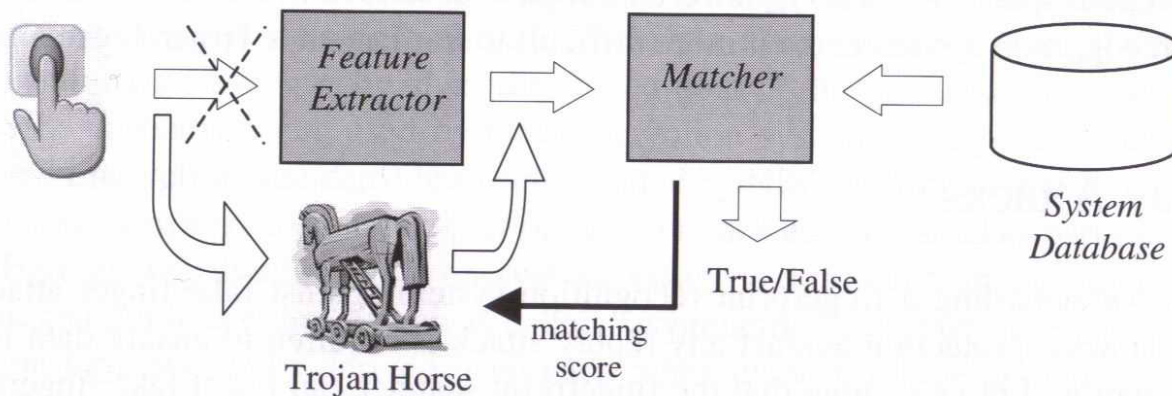 Feature
Extractor
Matcher
System
Database
True/False
matching
score
Trojan Horse